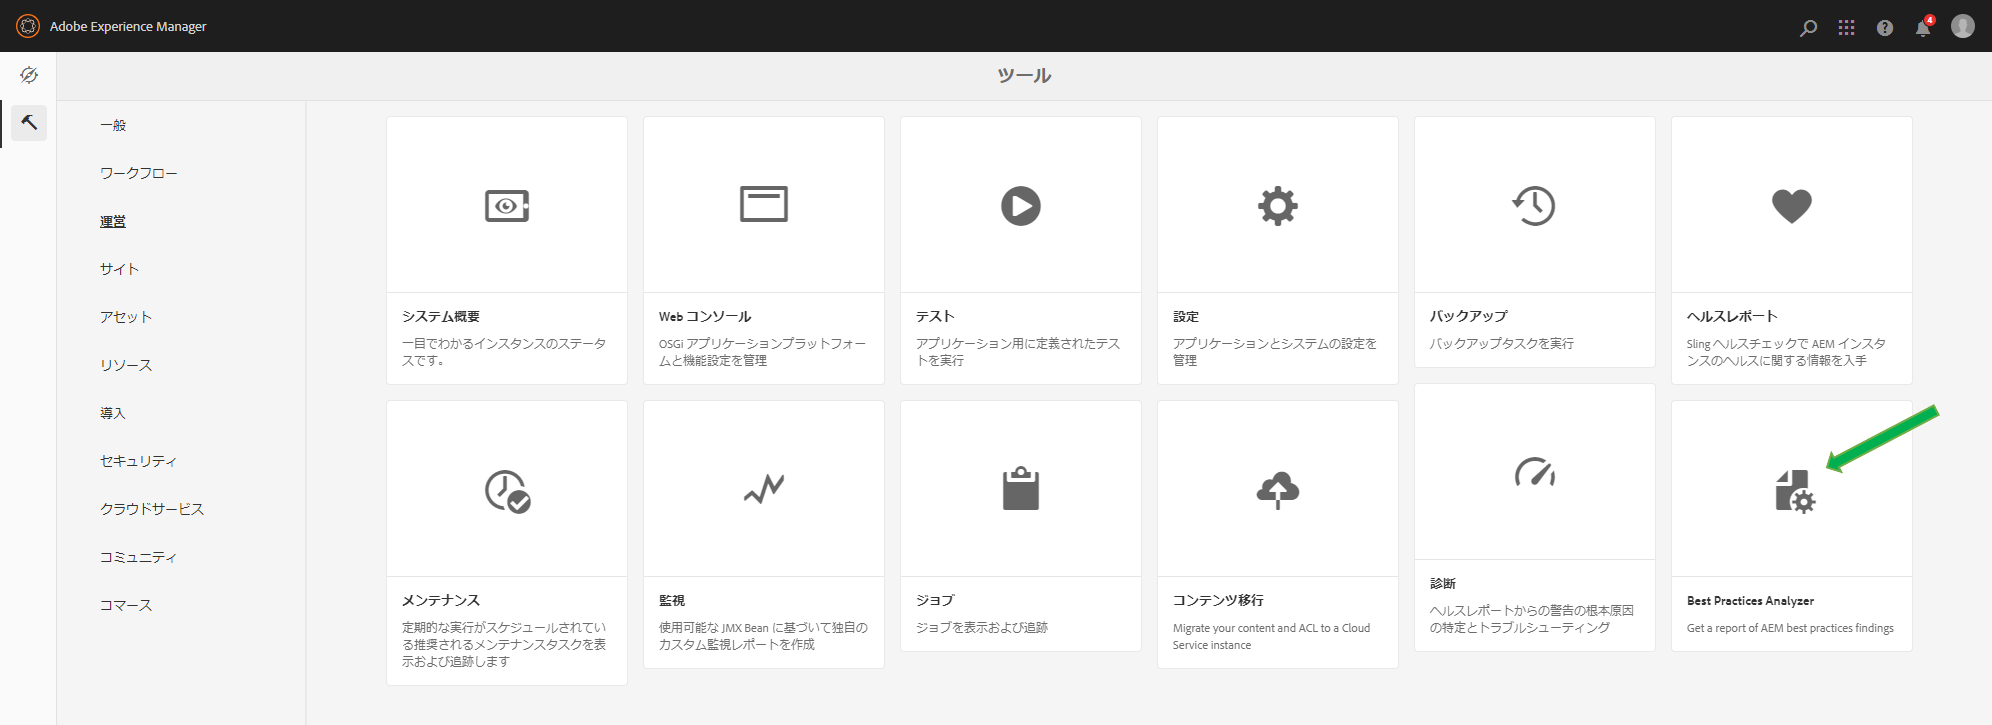 Adobe Experience Manager
4
ツール
一般
ワークフロー
運営
サイト
アセット
リソース
導入
セキュリティ
クラウドサービス
コミュニティ
コマース
システム概要
一目でわかるインスタンスのステータ
スです。
Web コンソール
OSGi アプリケーションプラットフォー
ムと機能設定を管理
テスト
アプリケーション用に定義されたテス
トを実行
設定
アプリケーションとシステムの設定を
管理
バックアップ
バックアップタスクを実行
ヘルスレポート
Sling ヘルスチェックで AEM インスタ
ンスのヘルスに関する情報を入手
メンテナンス
定期的な実行がスケジュールされてい
る推奨されるメンテナンスタスクを表
示および追跡します
監視
使用可能な JMX Bean に基づいて独自の
カスタム監視レポートを作成
ジョブ
ジョブを表示および追跡
コンテンツ移行
Migrate your content and ACL to a Cloud
Service instance
診断
ヘルスレポートからの警告の根本原因
の特定とトラブルシューティング
Best Practices Analyzer
Get a report of AEM best practices findings